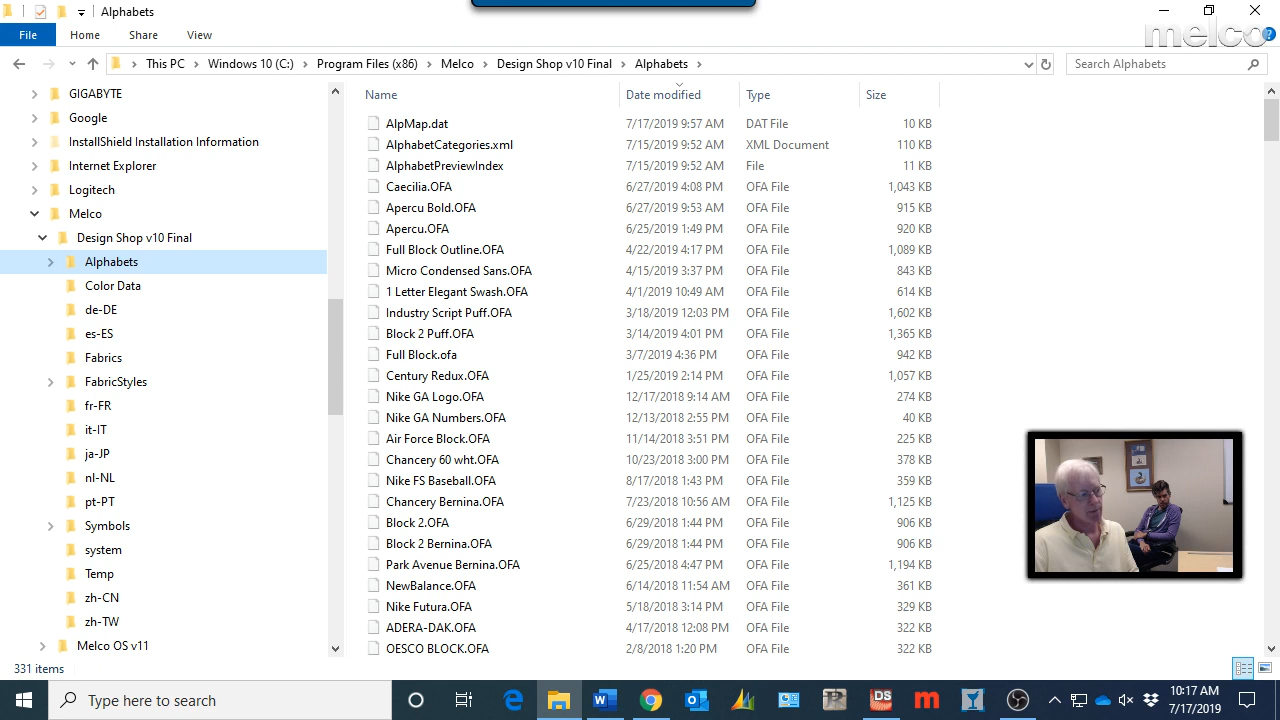 Alphabets
File Home Share View
melco
This PC Windows 10 (C:) Program Files (x86) Melco Design Shop v10 Final Alphabets
Search Alphabets
GIGABYTE
Google
InstallShield Installation Information
Internet Explorer
Logitech
Melco
Design Shop v10 Final
Alphabets
Color Data
de-DE
es-ES
Fabrics
FabricStyles
fr-FR
it-IT
ja-JP
nl-NL
pt-PT
Symbols
system
Temp
zh-CN
zh-TW
Melco OS v11
Name Date modified Type Size
AlpMap.dat 7/17/2019 9:57 AM DAT File 10 KB
AlphabetCategories.xml 7/15/2019 9:52 AM XML Document 110 KB
AlphabetPreviewIndex 7/15/2019 9:52 AM File 11 KB
Caecilia.OFA 6/27/2019 4:08 PM OFA File 1,043 KB
Apercu Bold.OFA 6/27/2019 9:53 AM OFA File 915 KB
Apercu.OFA 6/25/2019 1:49 PM OFA File 920 KB
Full Block Outline.OFA 4/22/2019 4:17 PM OFA File 1,089 KB
Micro Condensed Sans.OFA 4/15/2019 3:37 PM OFA File 843 KB
1 Letter Elegant Swash.OFA 4/1/2019 10:49 AM OFA File 614 KB
Industry Script Puff.OFA 3/18/2019 12:03 PM OFA File 1,602 KB
Block 2 Puff.OFA 3/14/2019 4:01 PM OFA File 1,365 KB
Full Block.ofa 3/7/2019 4:36 PM OFA File 942 KB
Century Redux.OFA 1/25/2019 2:14 PM OFA File 1,057 KB
Nike GA Logo.OFA 12/17/2018 9:14 AM OFA File 274 KB
Nike GA Numbers.OFA 12/13/2018 2:55 PM OFA File 40 KB
Air Force Block.OFA 11/14/2018 3:51 PM OFA File 225 KB
Chancery 30 wht.OFA 10/23/2018 3:00 PM OFA File 378 KB
Nike FS Baseball.OFA 8/17/2018 1:43 PM OFA File 359 KB
Chancery Bernina.OFA 7/23/2018 10:56 AM OFA File 1,125 KB
Block 2.OFA 6/29/2018 1:44 PM OFA File 906 KB
Block 2 Bernina.OFA 6/29/2018 1:44 PM OFA File 906 KB
Park Avenue Bernina.OFA 6/25/2018 4:47 PM OFA File 1,194 KB
NewBalance.OFA 6/14/2018 11:54 AM OFA File 361 KB
Nike Futura.OFA 5/18/2018 3:14 PM OFA File 329 KB
ADERA-DAK.OFA 4/17/2018 12:08 PM OFA File 322 KB
OESCO BLOCK.OFA 2/8/2018 1:20 PM OFA File 322 KB
331 items
Type here to search
DS
m
10:17 AM
7/17/2019